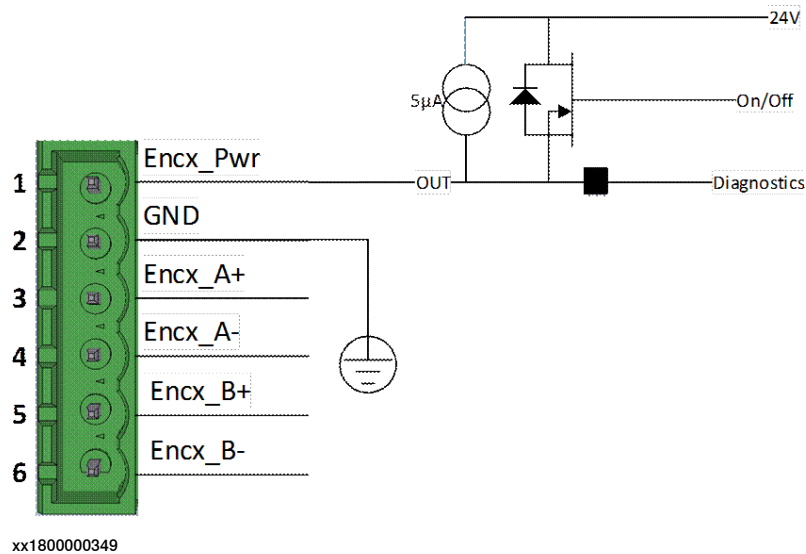 24V
5µA
On/Off
Encx_Pwr
1
OUT
Diagnostics
GND
2
Encx_A+
3
Encx_A-
4
Encx_B+
5
Encx_B-
6
xx1800000349